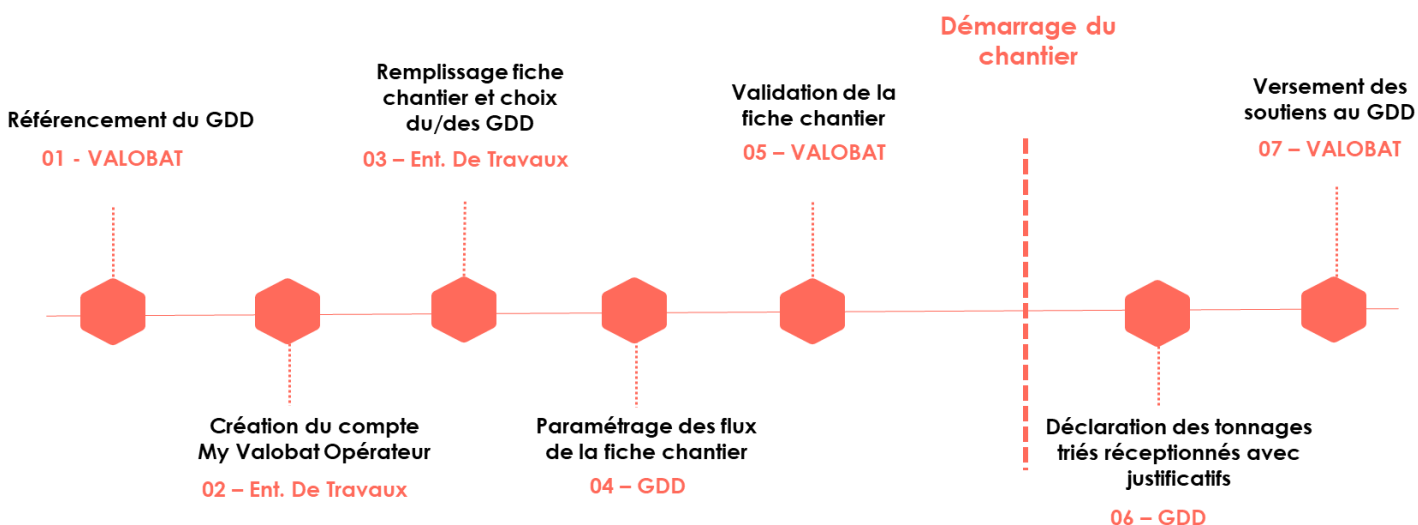 Référencement du GDD
01 - VALOBAT
Création du compte
My Valobat Opérateur
02 – Ent. De Travaux
Remplissage fiche
chantier et choix
du/des GDD
03 – Ent. De Travaux
Paramétrage des flux
de la fiche chantier
04 – GDD
Validation de la
fiche chantier
05 – VALOBAT
Démarrage du
chantier
Déclaration des tonnages
triés réceptionnés avec
justificatifs
06 – GDD
Versement des
soutiens au GDD
07 – VALOBAT